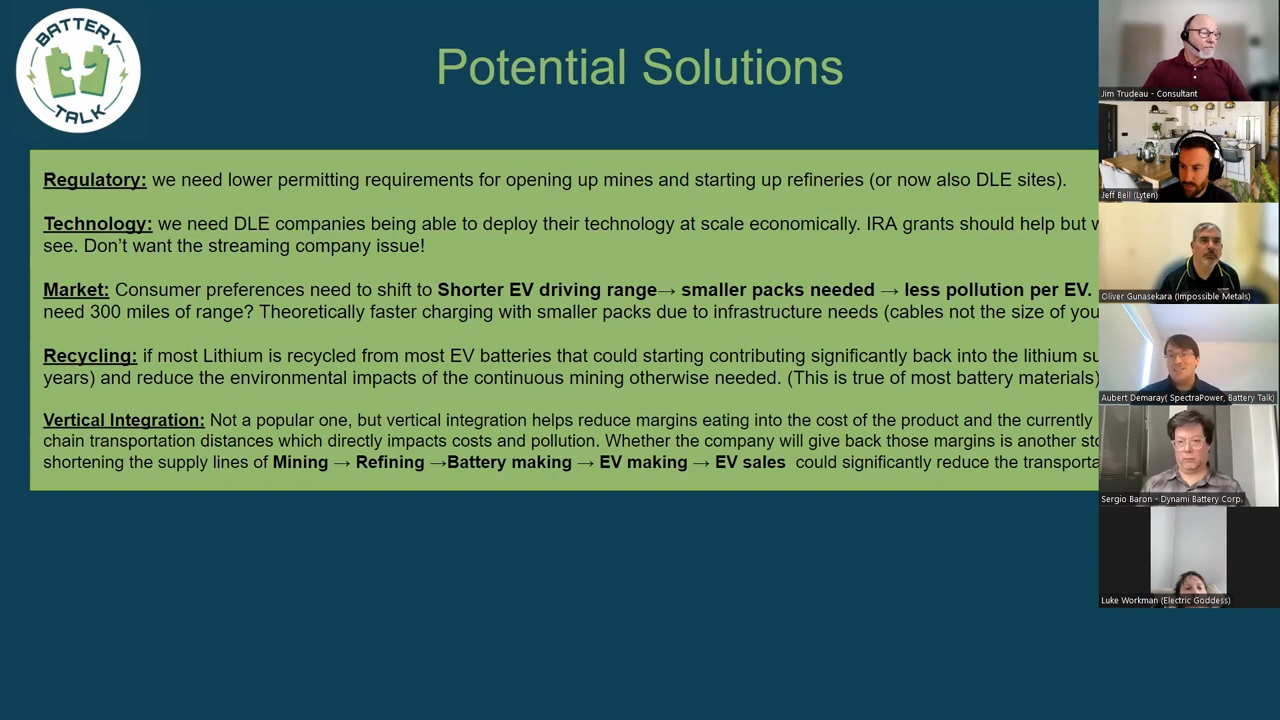 BATTERY
TALK
Potential Solutions
Regulatory: we need lower permitting requirements for opening up mines and starting up refineries (or now also DLE sites).
Technology: we need DLE companies being able to deploy their technology at scale economically. IRA grants should help but
see. Don't want the streaming company issue!
Market: Consumer preferences need to shift to Shorter EV driving range→ smaller packs needed → less pollution per EV.
need 300 miles of range? Theoretically faster charging with smaller packs due to infrastructure needs (cables not the size of
Recycling: if most Lithium is recycled from most EV batteries that could starting contributing significantly back into the lithium
years) and reduce the environmental impacts of the continuous mining otherwise needed. (This is true of most battery materials)
Vertical Integration: Not a popular one, but vertical integration helps reduce margins eating into the cost of the product and the currently
chain transportation distances which directly impacts costs and pollution. Whether the company will give back those margins is another
shortening the supply lines of Mining → Refining →Battery making → EV making → EV sales could significantly reduce the
Jim Trudeau - Consultant
Jeff Bell (Lyten)
Oliver Gunasekara (Impossible Metals)
Aubert Demaray( SpectraPower, Battery Talk)
Sergio Baron - Dynami Battery Corp.
Luke Workman (Electric Goddess)